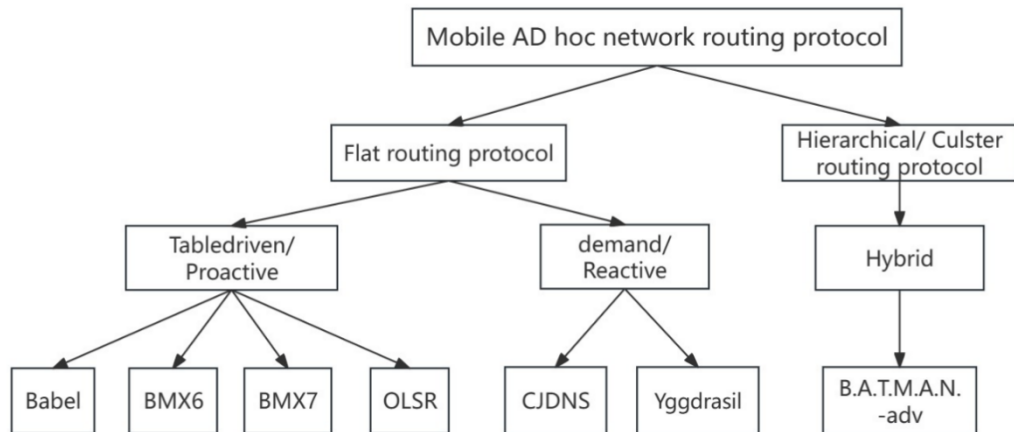 Mobile AD hoc network routing protocol
Flat routing protocol
Hierarchical/ Culster
routing protocol
Tabledriven/
Proactive
demand/
Reactive
Hybrid
Babel
BMX6
BMX7
OLSR
CJDNS
Yggdrasil
B.A.T.M.A.N.
-adv